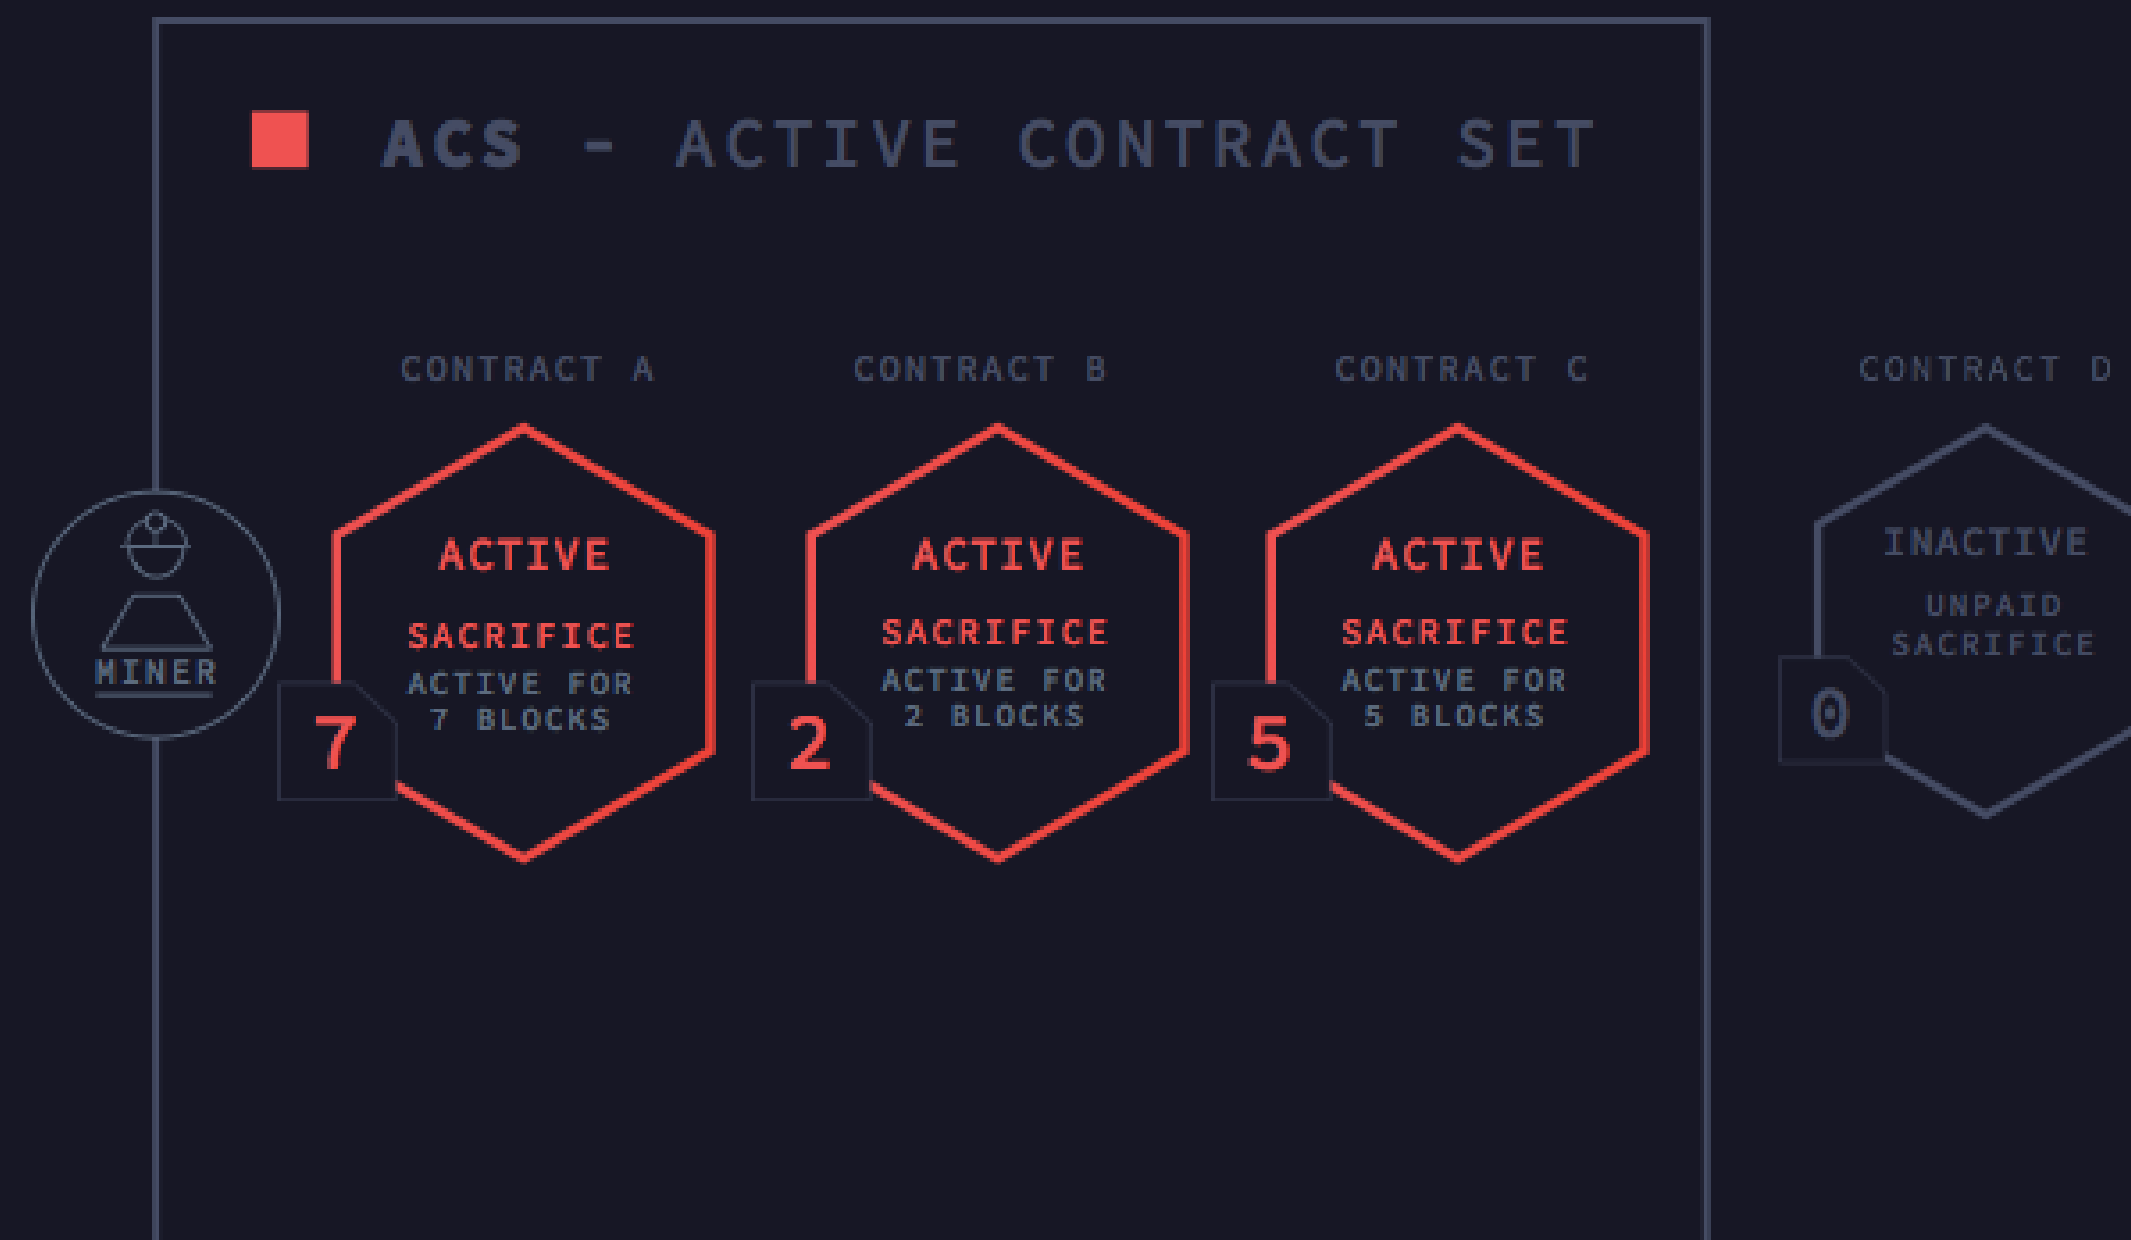 ACS - ACTIVE CONTRACT SET
CONTRACT A
CONTRACT B
CONTRACT C
CONTRACT D
MINER
ACTIVE
SACRIFICE
ACTIVE FOR
7 BLOCKS
7
ACTIVE
SACRIFICE
ACTIVE FOR
2 BLOCKS
2
ACTIVE
SACRIFICE
ACTIVE FOR
5 BLOCKS
5
INACTIVE
UNPAID
SACRIFICE
0